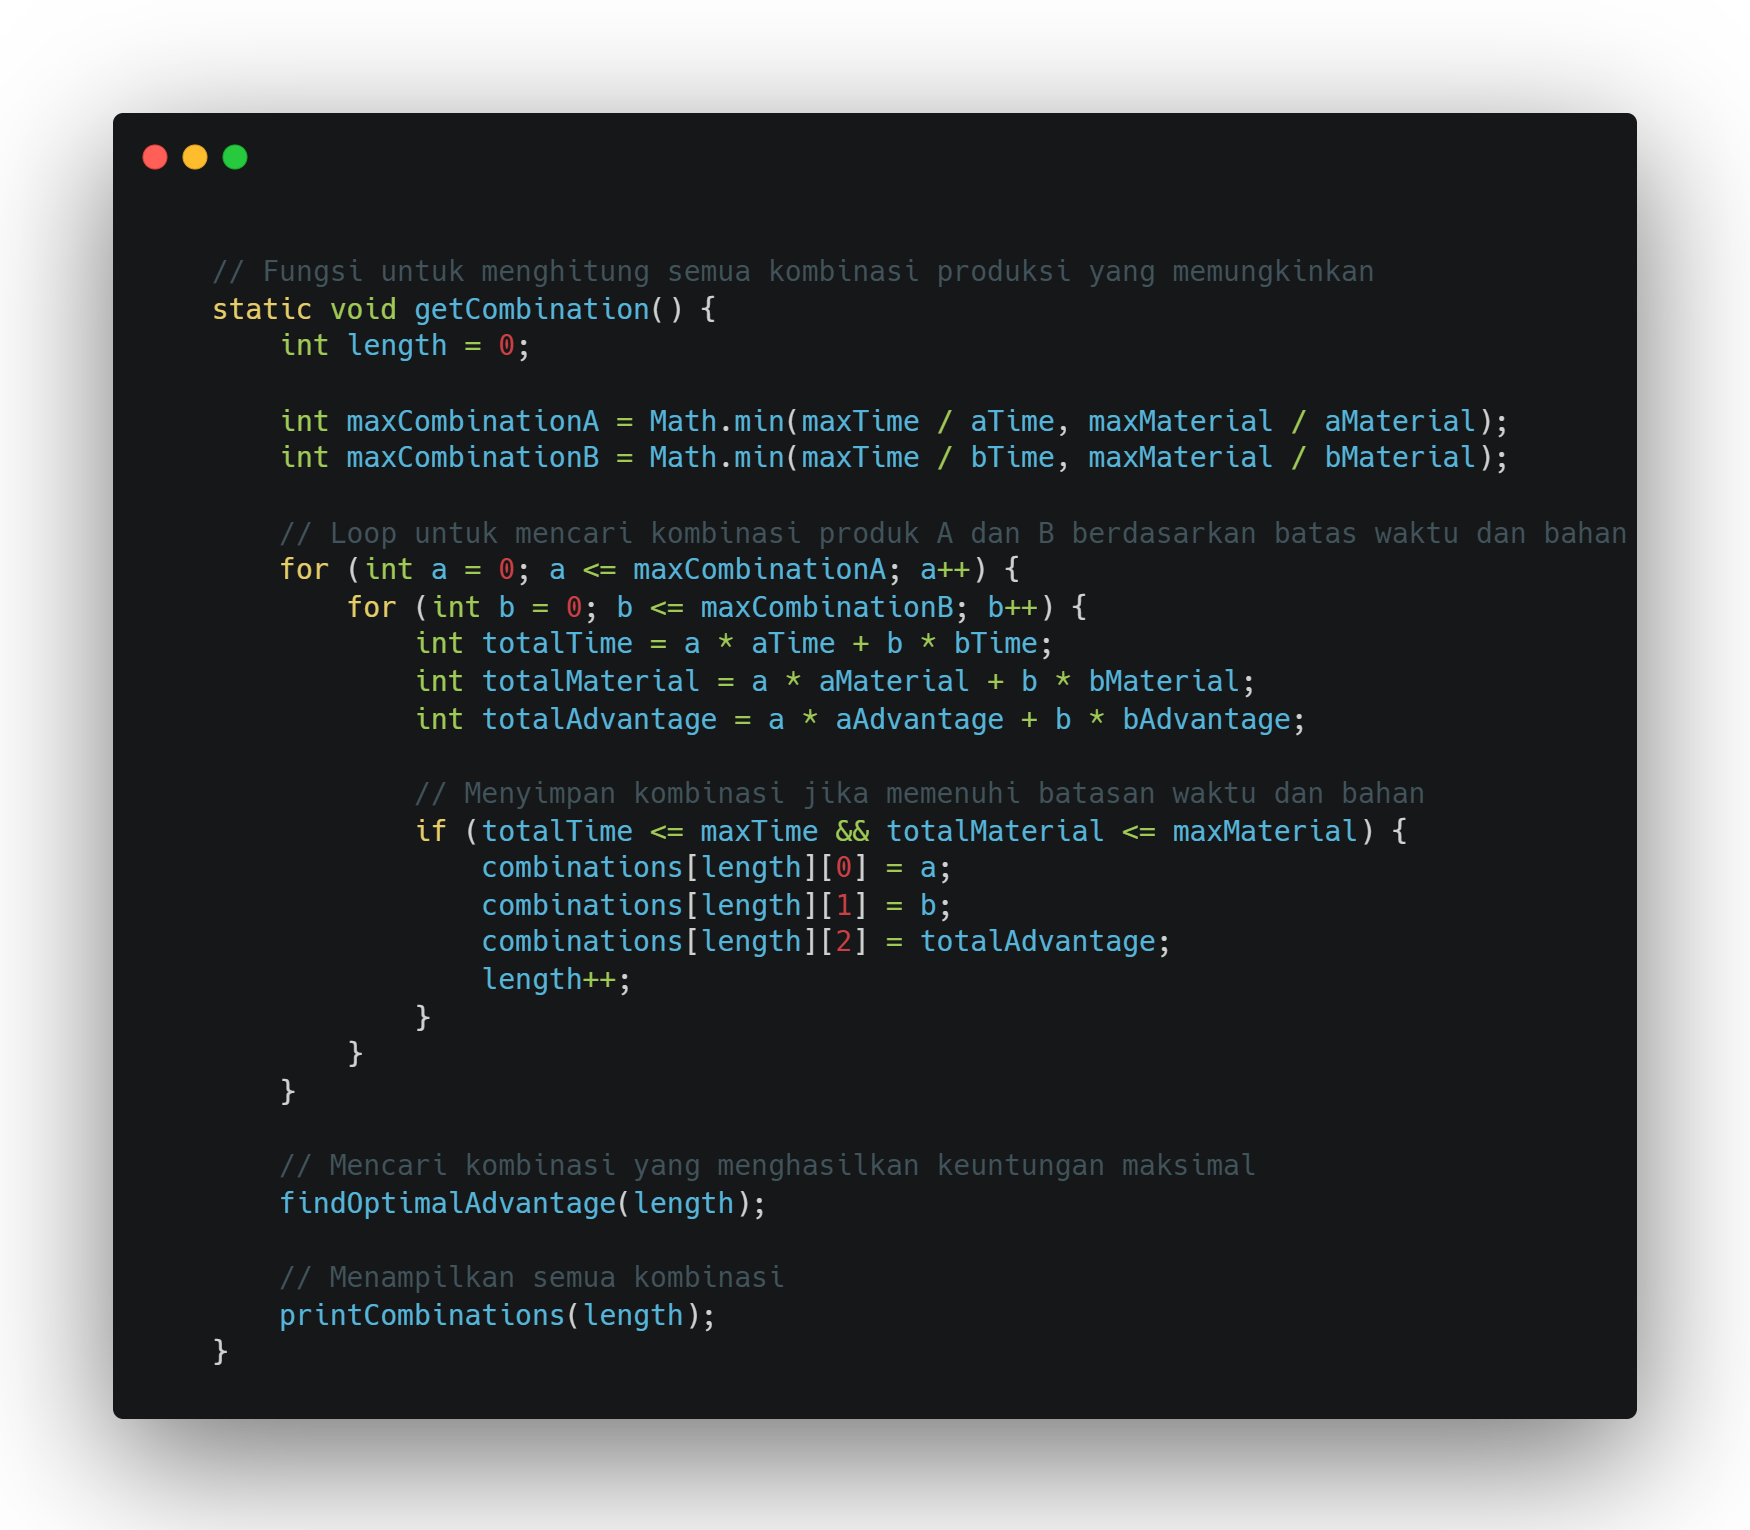 // Fungsi untuk menghitung semua kombinasi produksi yang memungkinkan
static void getCombination() {
    int length = 0;

    int maxCombinationA = Math.min(maxTime / aTime, maxMaterial / aMaterial);
    int maxCombinationB = Math.min(maxTime / bTime, maxMaterial / bMaterial);

    // Loop untuk mencari kombinasi produk A dan B berdasarkan batas waktu dan bahan
    for (int a = 0; a <= maxCombinationA; a++) {
        for (int b = 0; b <= maxCombinationB; b++) {
            int totalTime = a * aTime + b * bTime;
            int totalMaterial = a * aMaterial + b * bMaterial;
            int totalAdvantage = a * aAdvantage + b * bAdvantage;

            // Menyimpan kombinasi jika memenuhi batasan waktu dan bahan
            if (totalTime <= maxTime && totalMaterial <= maxMaterial) {
                combinations[length][0] = a;
                combinations[length][1] = b;
                combinations[length][2] = totalAdvantage;
                length++;
            }
        }
    }

    // Mencari kombinasi yang menghasilkan keuntungan maksimal
    findOptimalAdvantage(length);

    // Menampilkan semua kombinasi
    printCombinations(length);
}